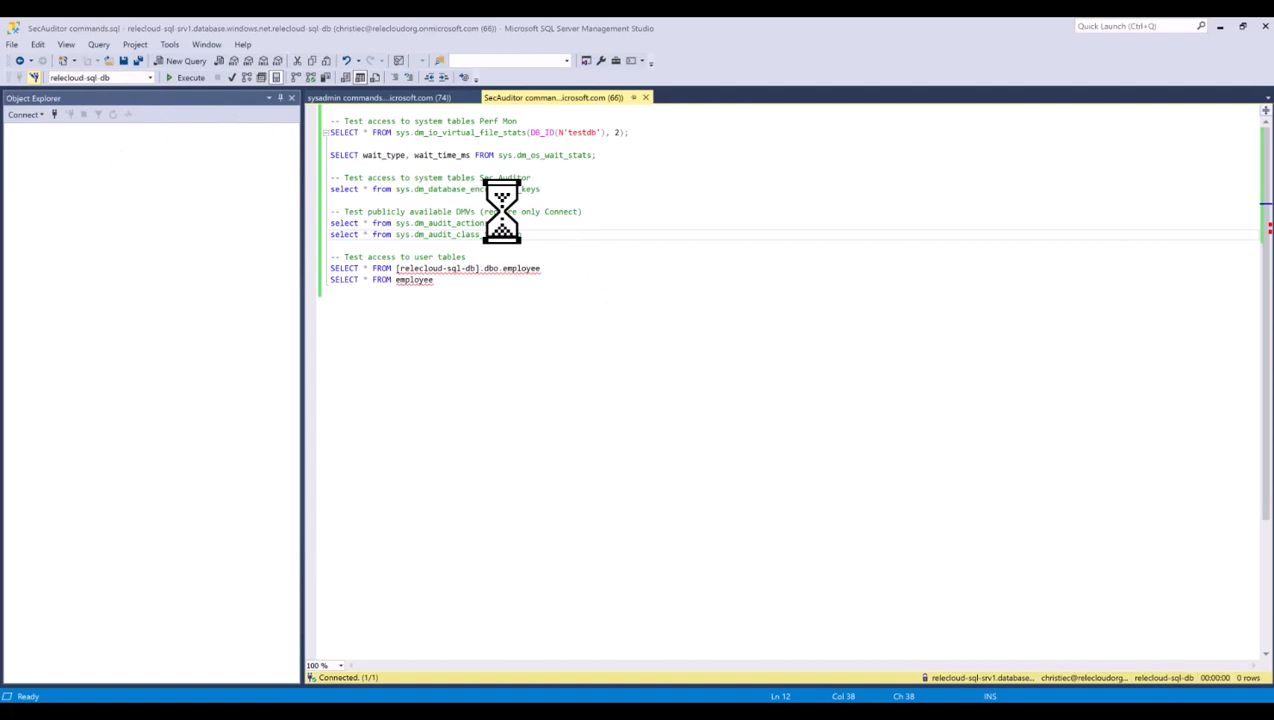 SecAuditor commands.sql - relecloud-sql-srv1.database.windows.net.relecloud-sql-db (christiec@relecloudorg.onmicrosoft.com (66)) - Microsoft SQL Server Management Studio
Quick Launch (Ctrl+Q)
File Edit View Query Project Tools Window Help
New Query
relecloud-sql-db
Execute
Object Explorer
sysadmin commands...icrosoft.com (74))
SecAuditor comman...icrosoft.com (66))
Connect
-- Test access to system tables Perf Mon
SELECT * FROM sys.dm_io_virtual_file_stats(DB_ID(N'testdb'), 2);
SELECT wait_type, wait_time_ms FROM sys.dm_os_wait_stats;
-- Test access to system tables Sec Auditor
select * from sys.dm_database_enc keys
-- Test publicly available DMVs (re re only Connect)
select * from sys.dm_audit_action
select * from sys.dm_audit_class_
-- Test access to user tables
SELECT * FROM [relecloud-sql-db].dbo.employee
SELECT * FROM employee
100 %
Connected. (1/1)
relecloud-sql-srv1.database... christiec@relecloudorg... relecloud-sql-db 00:00:00 0 rows
Ready
Ln 12 Col 38 Ch 38 INS